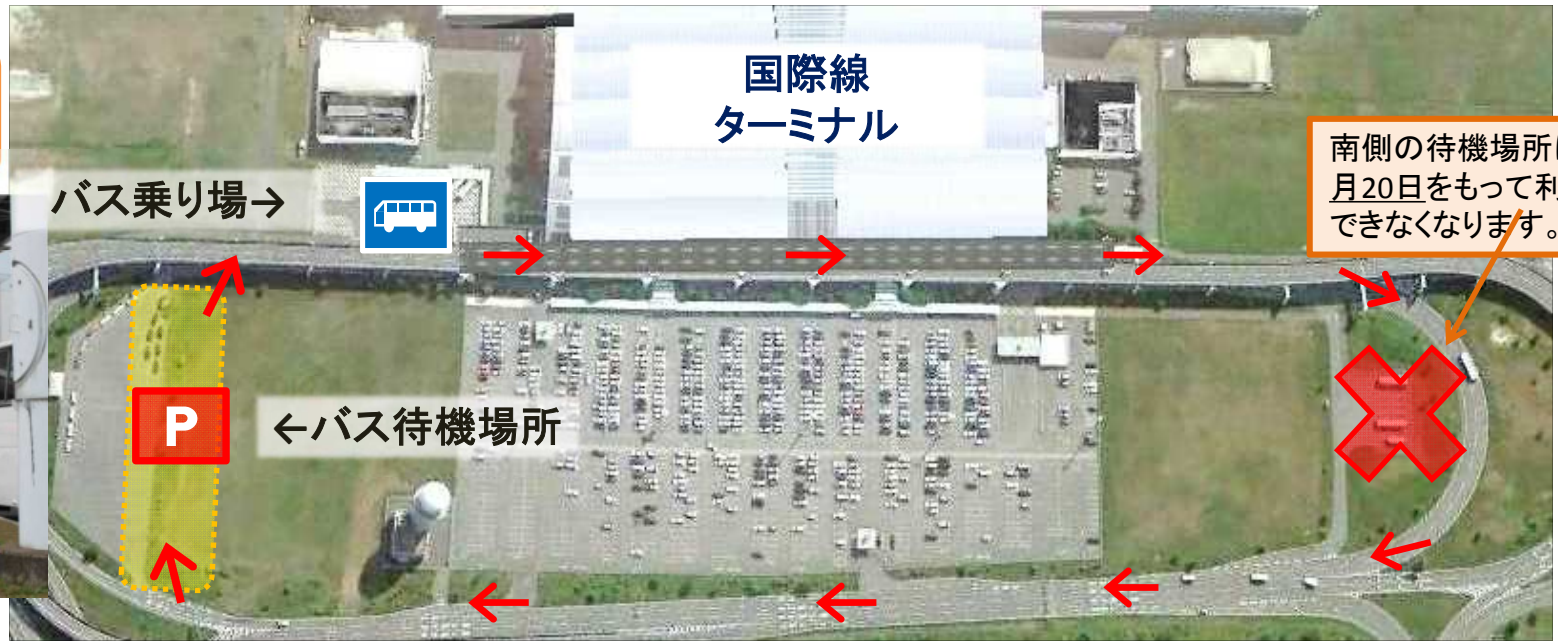 国際線
ターミナル
南側の待機場所
月20日をもって利
できなくなります。
バス乗り場→
P
←バス待機場所